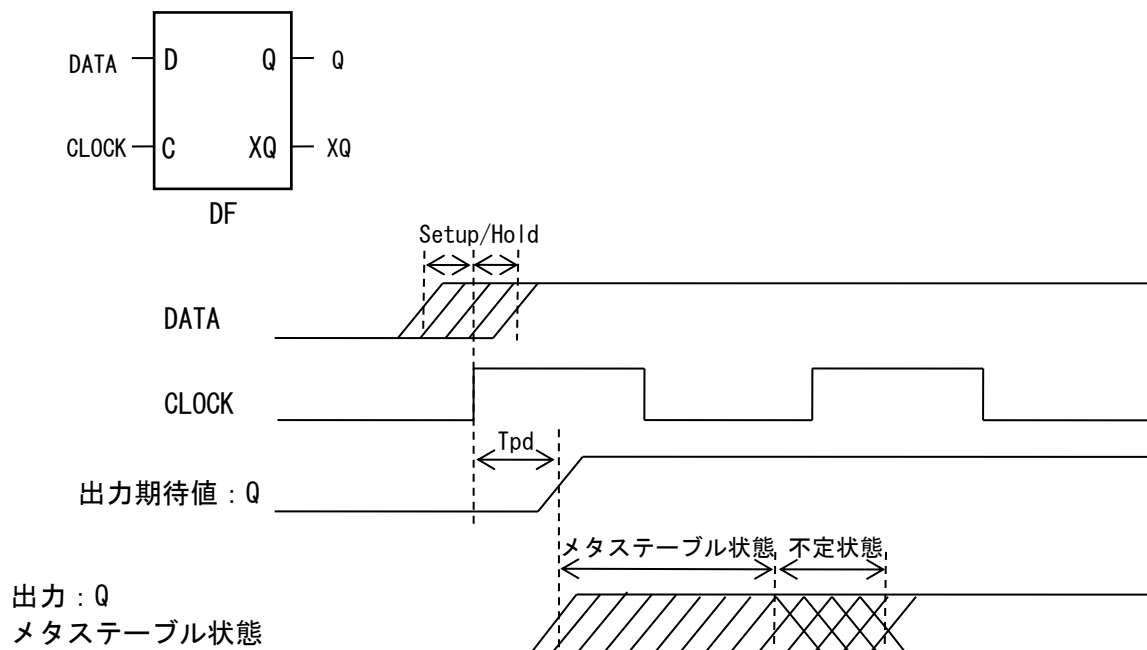 DATA D Q Q
CLOCK C XQ XQ
DF
Setup/Hold
DATA
CLOCK
Tpd
出力期待値：Q
メタステーブル状態 不定状態
出力：Q
メタステーブル状態